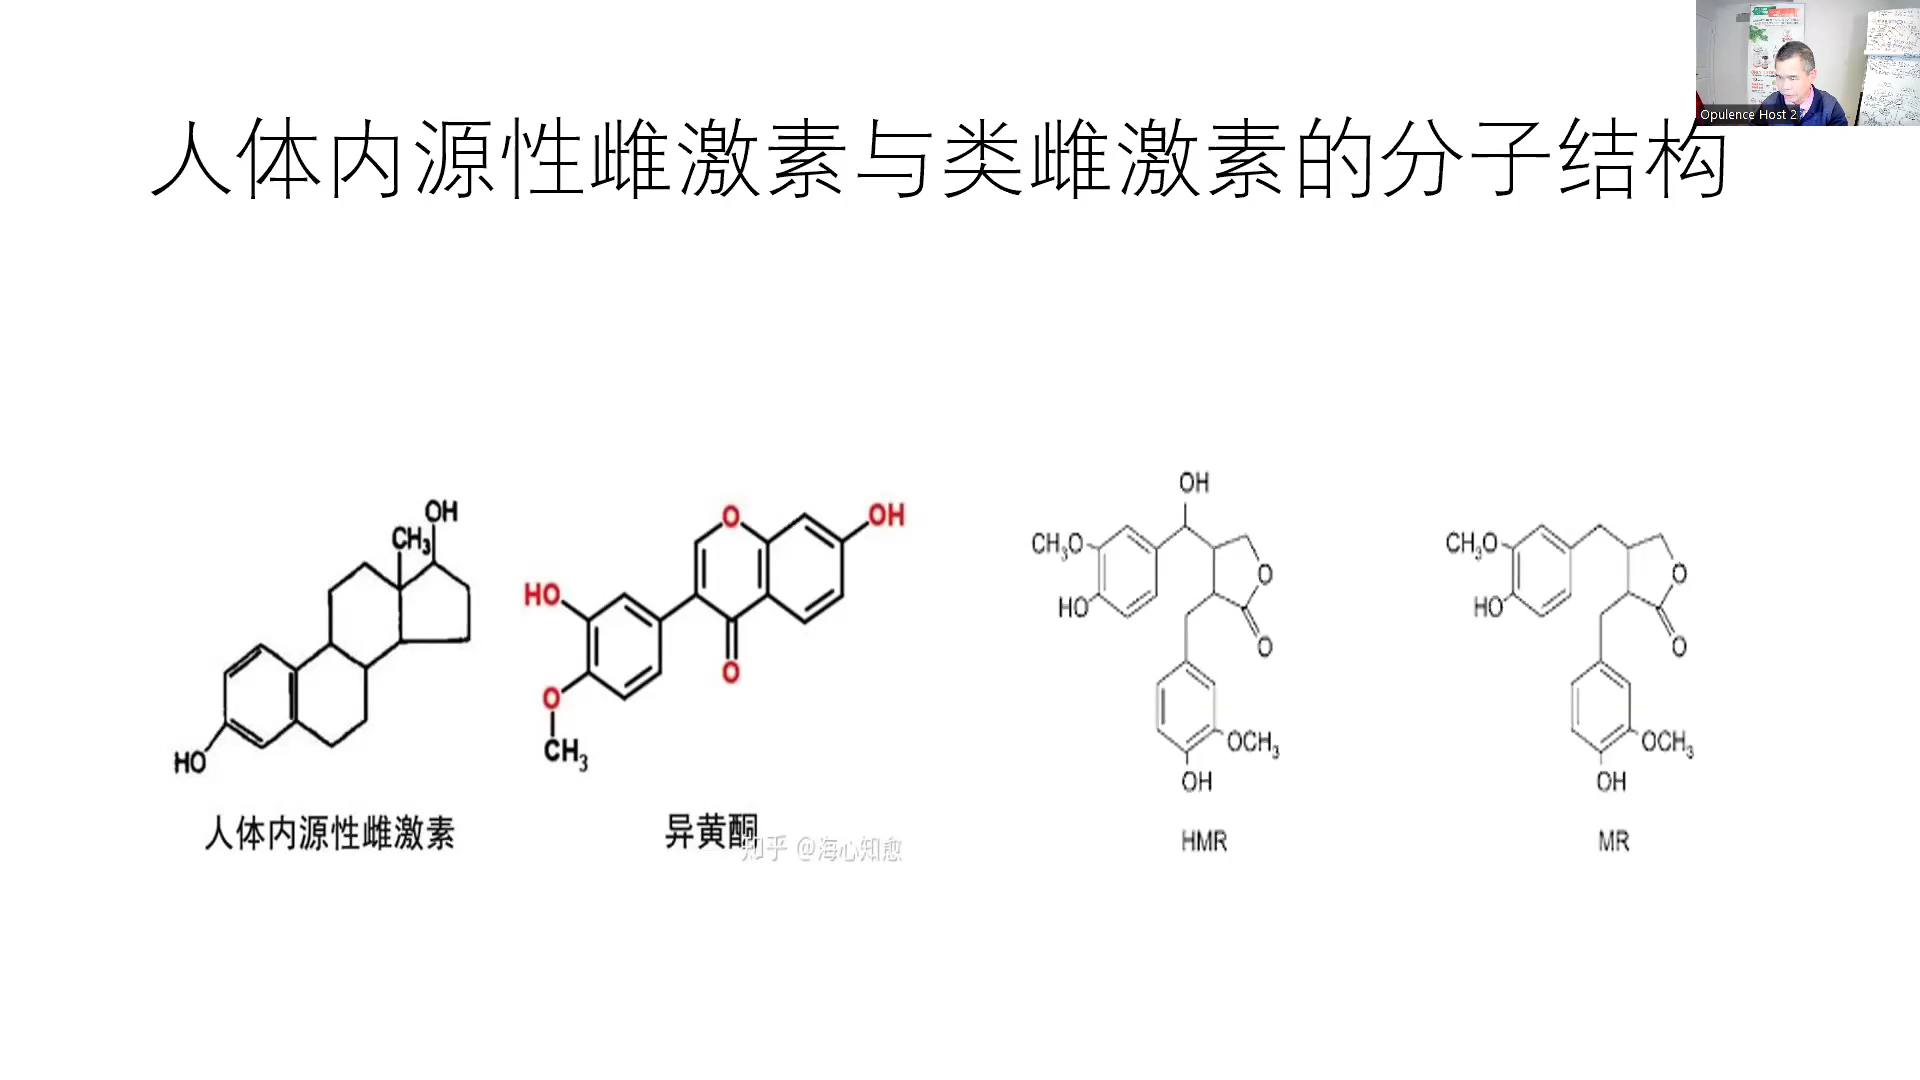 Opulence Host 2
人体内源性雌激素与类雌激素的分子结构
OH
CH₃
HO
人体内源性雌激素
O
OH
HO
O
O
CH₃
异黄酮
知乎 @海心知愈
OH
CH₃O
HO
O
O
OCH₃
OH
HMR
CH₃O
HO
O
O
OCH₃
OH
MR